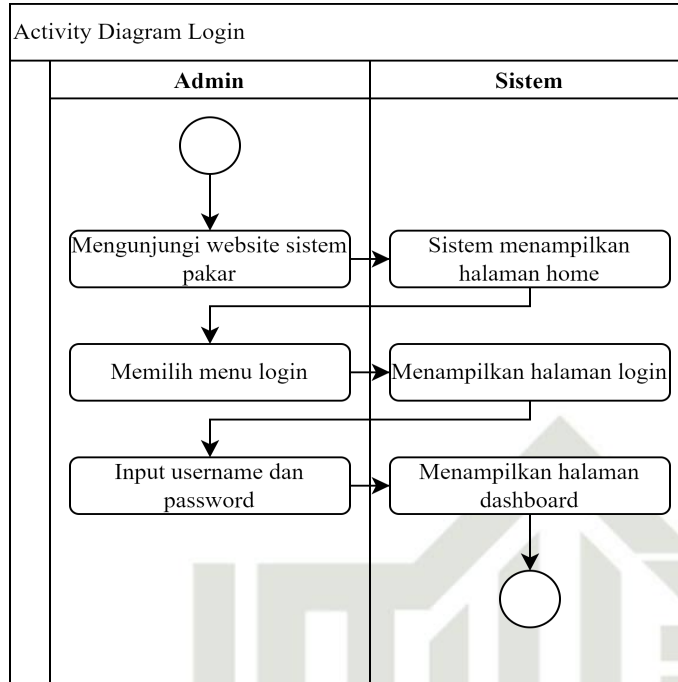 Activity Diagram Login
Admin
Sistem
Mengunjungi website sistem
pakar
Sistem menampilkan
halaman home
Memilih menu login
Menampilkan halaman login
Input username dan
password
Menampilkan halaman
dashboard